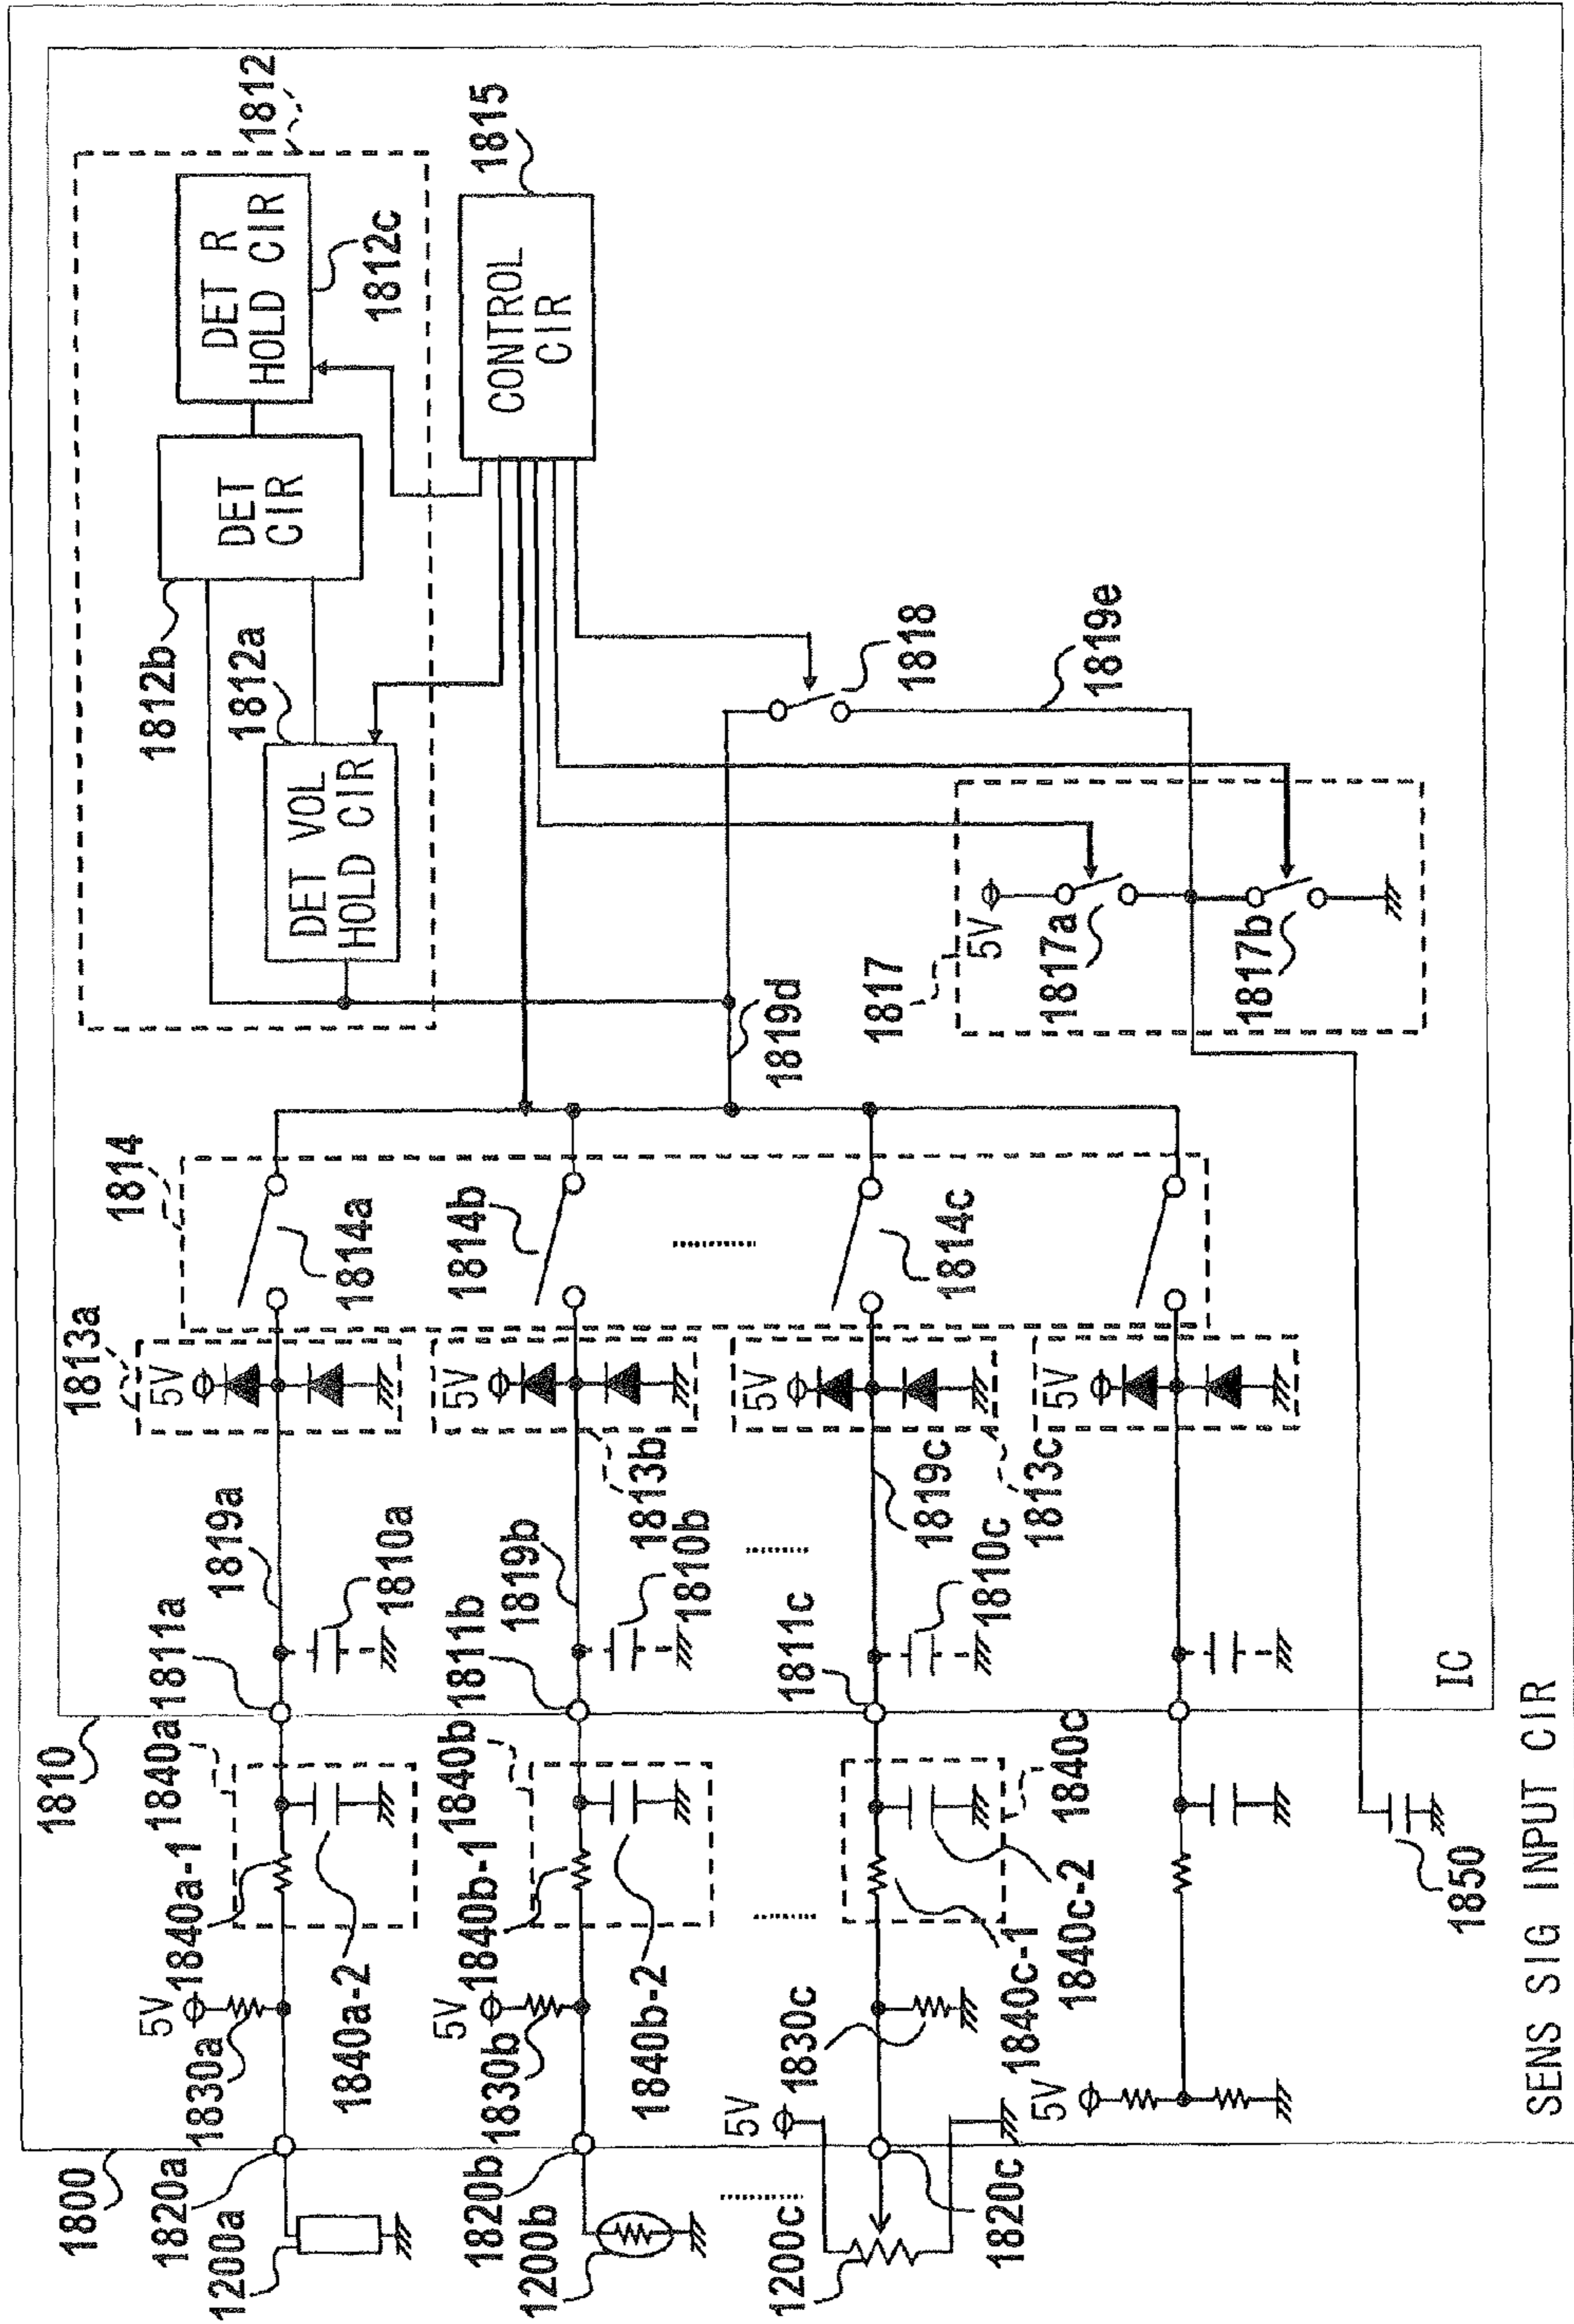 1800
1820a
1200a
1820b
1200b
1200c
1820c
5V
1830a
1840a-1
1840a
1840a-2
5V
1830b
1840b-1
1840b
1840b-2
5V
1830c
1840c-1
1840c-2
1840c
5V
1850
1810
1811a
1819a
1810a
1811b
1819b
1810b
1811c
1819c
1810c
IC
1813a
5V
5V
1813b
5V
1813c
5V
1814
1814a
1814b
1814c
1819d
1812
1812a
DET VOL
HOLD CIR
1812b
DET
CIR
DET R
HOLD CIR
1812c
1815
CONTROL
CIR
1818
1819e
1817
5V
1817a
1817b
SENS SIG INPUT CIR